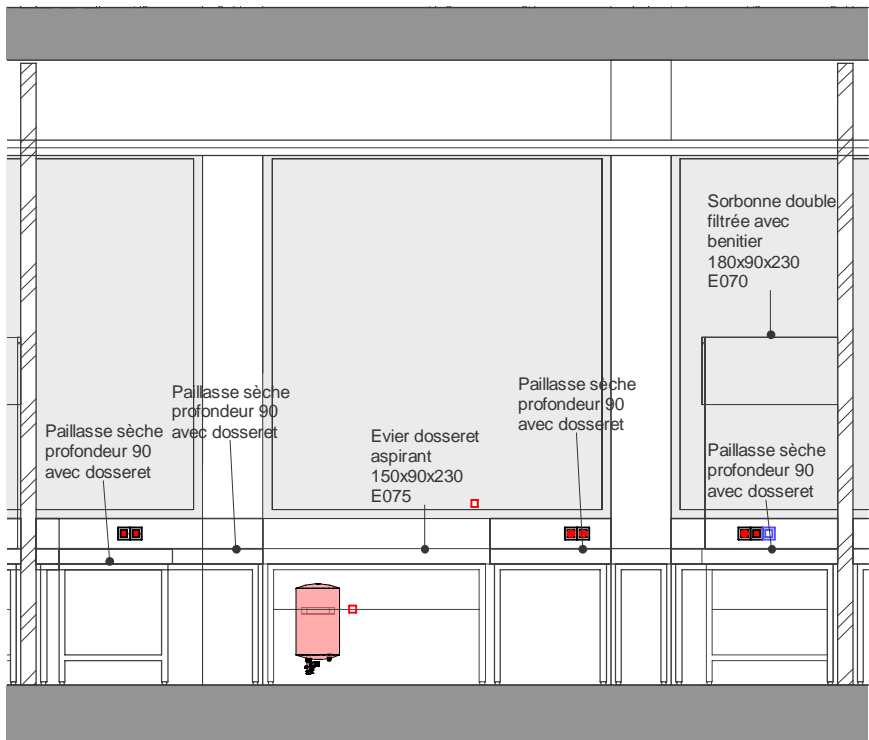 Sorbonne double
filtrée avec
benitier
180x90x230
E070
Paillasse sèche
profondeur 90
avec dosseret
Paillasse sèche
profondeur 90
avec dosseret
Paillasse sèche
profondeur 90
avec dosseret
Evier dosseret
aspirant
150x90x230
E075
Paillasse sèche
profondeur 90
avec dosseret